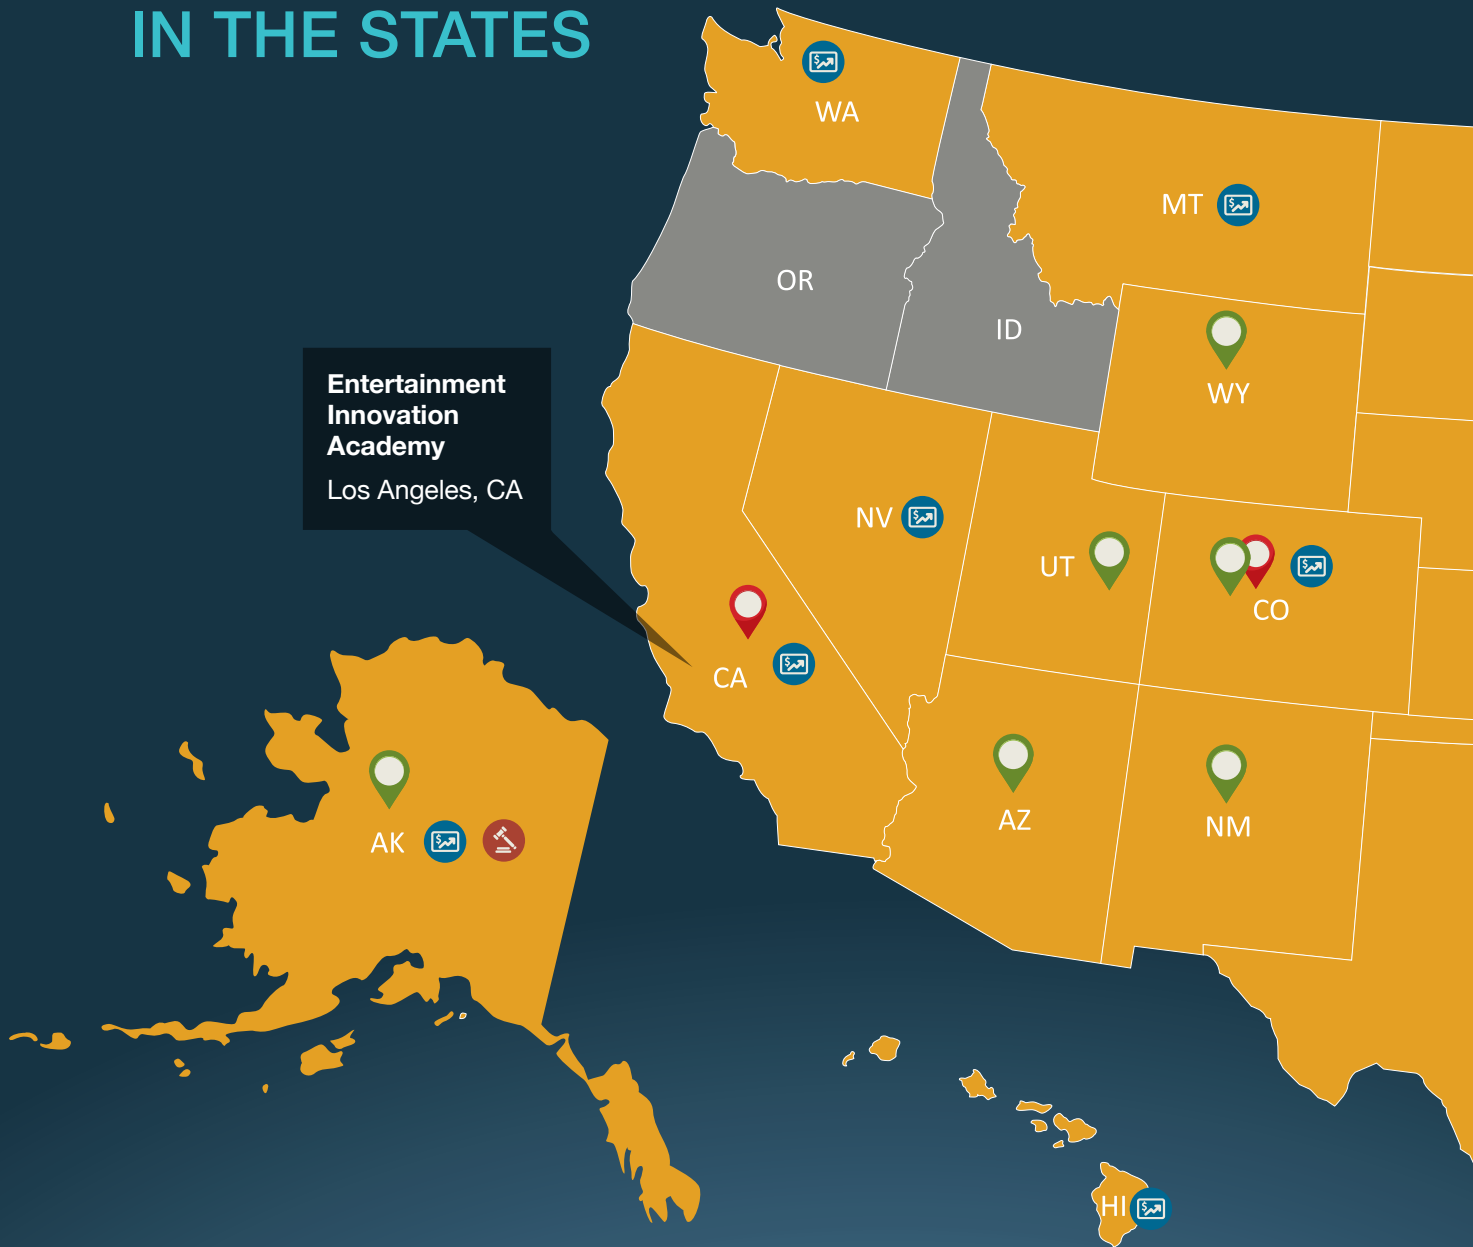 IN THE STATES
WA
MT
OR
ID
WY
Entertainment
Innovation
Academy
Los Angeles, CA
NV
UT
CO
CA
AK
AZ
NM
HI